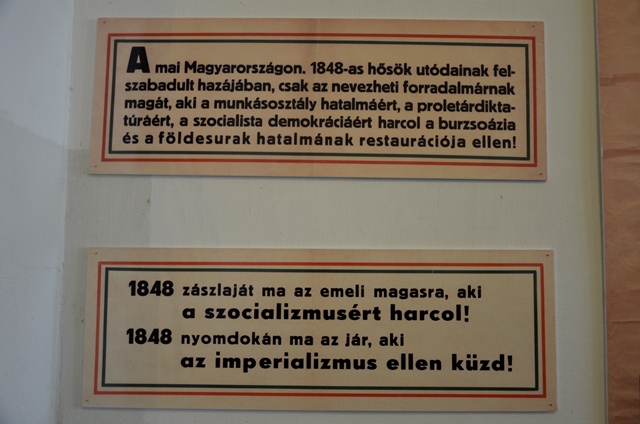 A mai Magyarországon. 1848-as hősök utódainak fel-
szabadult hazájában, csak az nevezheti forradalmárnak
magát, aki a munkásosztály hatalmáért, a proletárdikta-
túráért, a szocialista demokráciáért harcol a burzsoázia
és a földesurak hatalmának restaurációja ellen!
1848 zászlaját ma az emeli magasra, aki
a szocializmusért harcol!
1848 nyomdokán ma az jár, aki
az imperializmus ellen küzd!